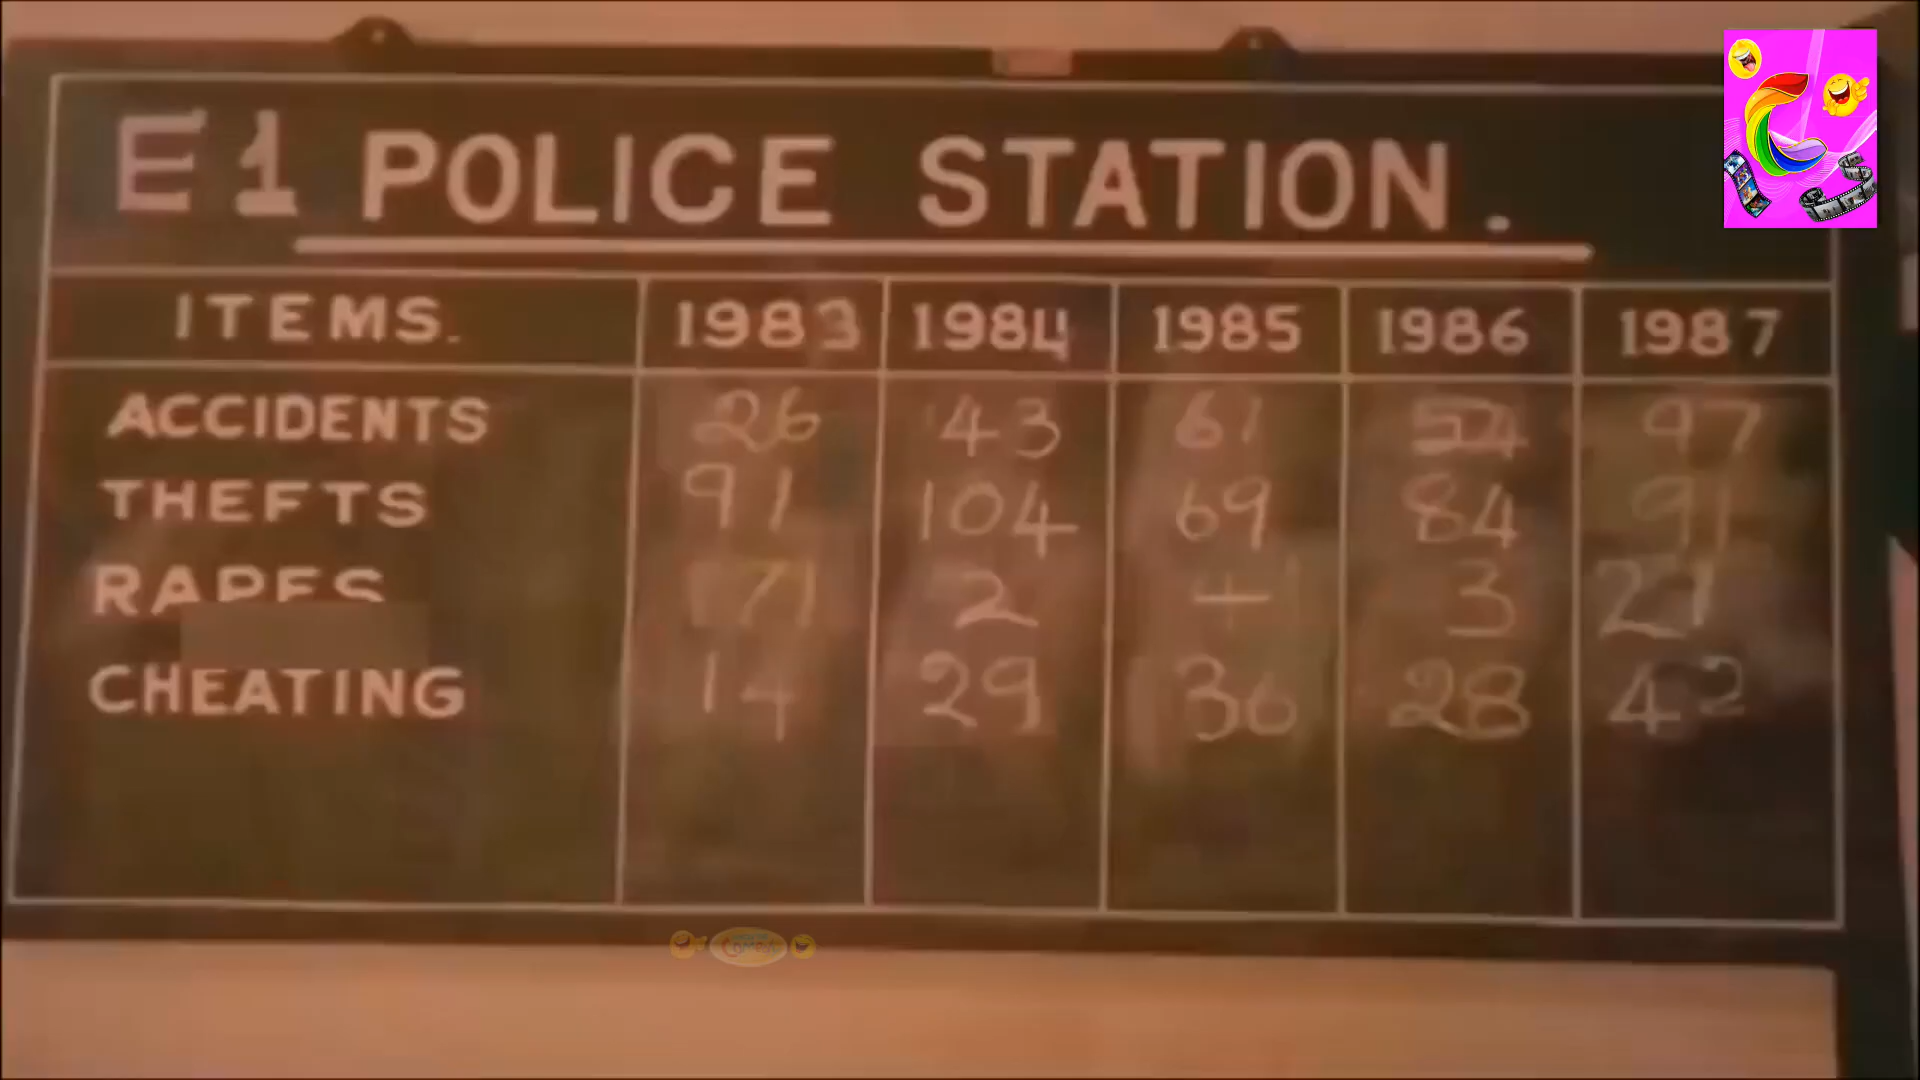 E1 POLICE STATION.
ITEMS. 1983 1984 1985 1986 1987
ACCIDENTS 26 43 61 54 97
THEFTS 91 104 69 84 91
RAPES 71 2 + 3 21
CHEATING 14 29 36 28 42
COMEDY